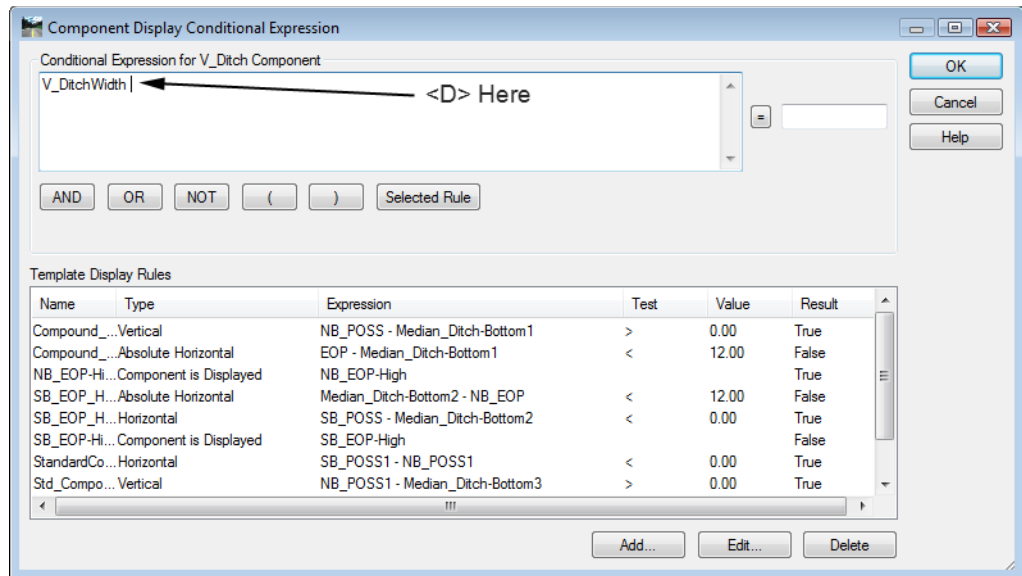 Component Display Conditional Expression
Conditional Expression for V_Ditch Component
V_DitchWidth
<D> Here
=
OK
Cancel
Help
AND OR NOT ( ) Selected Rule
Template Display Rules
Name Type Expression Test Value Result
Compound_... Vertical NB_POSS - Median_Ditch-Bottom1 > 0.00 True
Compound_... Absolute Horizontal EOP - Median_Ditch-Bottom1 < 12.00 False
NB_EOP-Hi... Component is Displayed NB_EOP-High True
SB_EOP_H... Absolute Horizontal Median_Ditch-Bottom2 - NB_EOP < 12.00 False
SB_EOP_H... Horizontal SB_POSS - Median_Ditch-Bottom2 < 0.00 True
SB_EOP-Hi... Component is Displayed SB_EOP-High False
StandardCo... Horizontal SB_POSS1 - NB_POSS1 < 0.00 True
Std_Compo... Vertical NB_POSS1 - Median_Ditch-Bottom3 > 0.00 True
Add... Edit... Delete